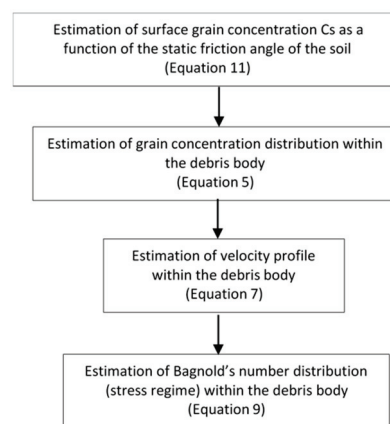 Estimation of surface grain concentration Cs as a
function of the static friction angle of the soil
(Equation 11)
Estimation of grain concentration distribution within
the debris body
(Equation 5)
Estimation of velocity profile
within the debris body
(Equation 7)
Estimation of Bagnold’s number distribution
(stress regime) within the debris body
(Equation 9)